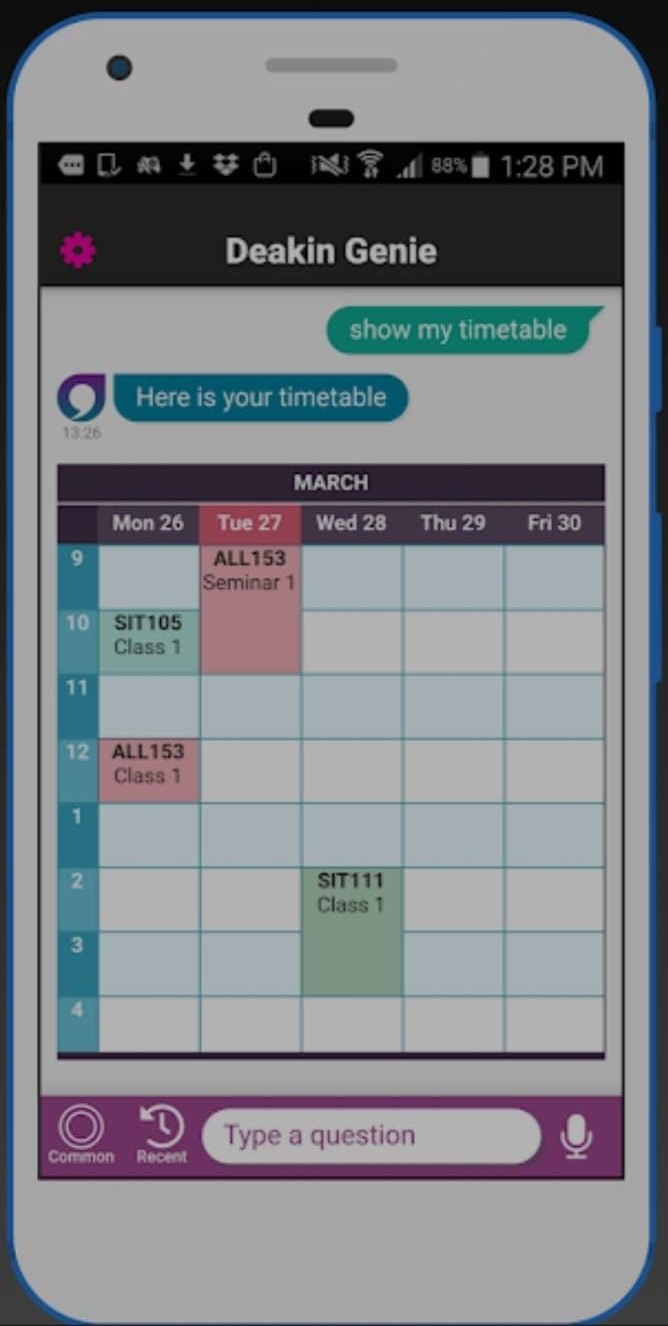 88% 1:28 PM
Deakin Genie
show my timetable
Here is your timetable
13:26
MARCH
Mon 26 Tue 27 Wed 28 Thu 29 Fri 30
9
ALL153
Seminar 1
10
SIT105
Class 1
11
12
ALL153
Class 1
1
2
SIT111
Class 1
3
4
Common Recent Type a question